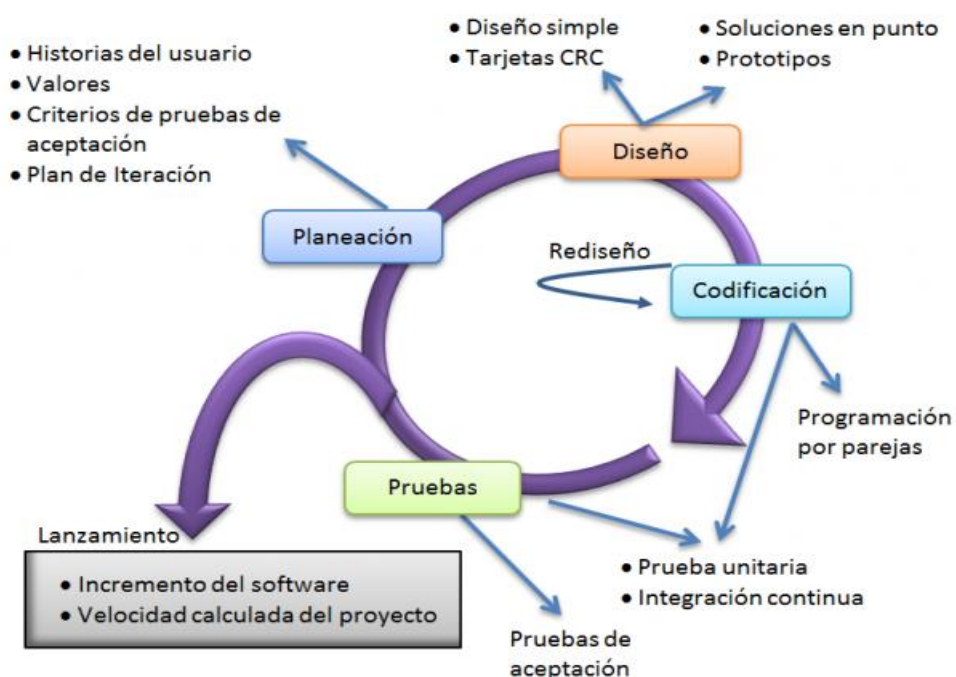 • Diseño simple
• Tarjetas CRC
• Soluciones en punto
• Prototipos
• Historias del usuario
• Valores
• Criterios de pruebas de
aceptación
• Plan de Iteración
Diseño
Planeación
Rediseño
Codificación
Programación
por parejas
Pruebas
Lanzamiento
• Incremento del software
• Velocidad calculada del proyecto
• Prueba unitaria
• Integración continua
Pruebas de
aceptación